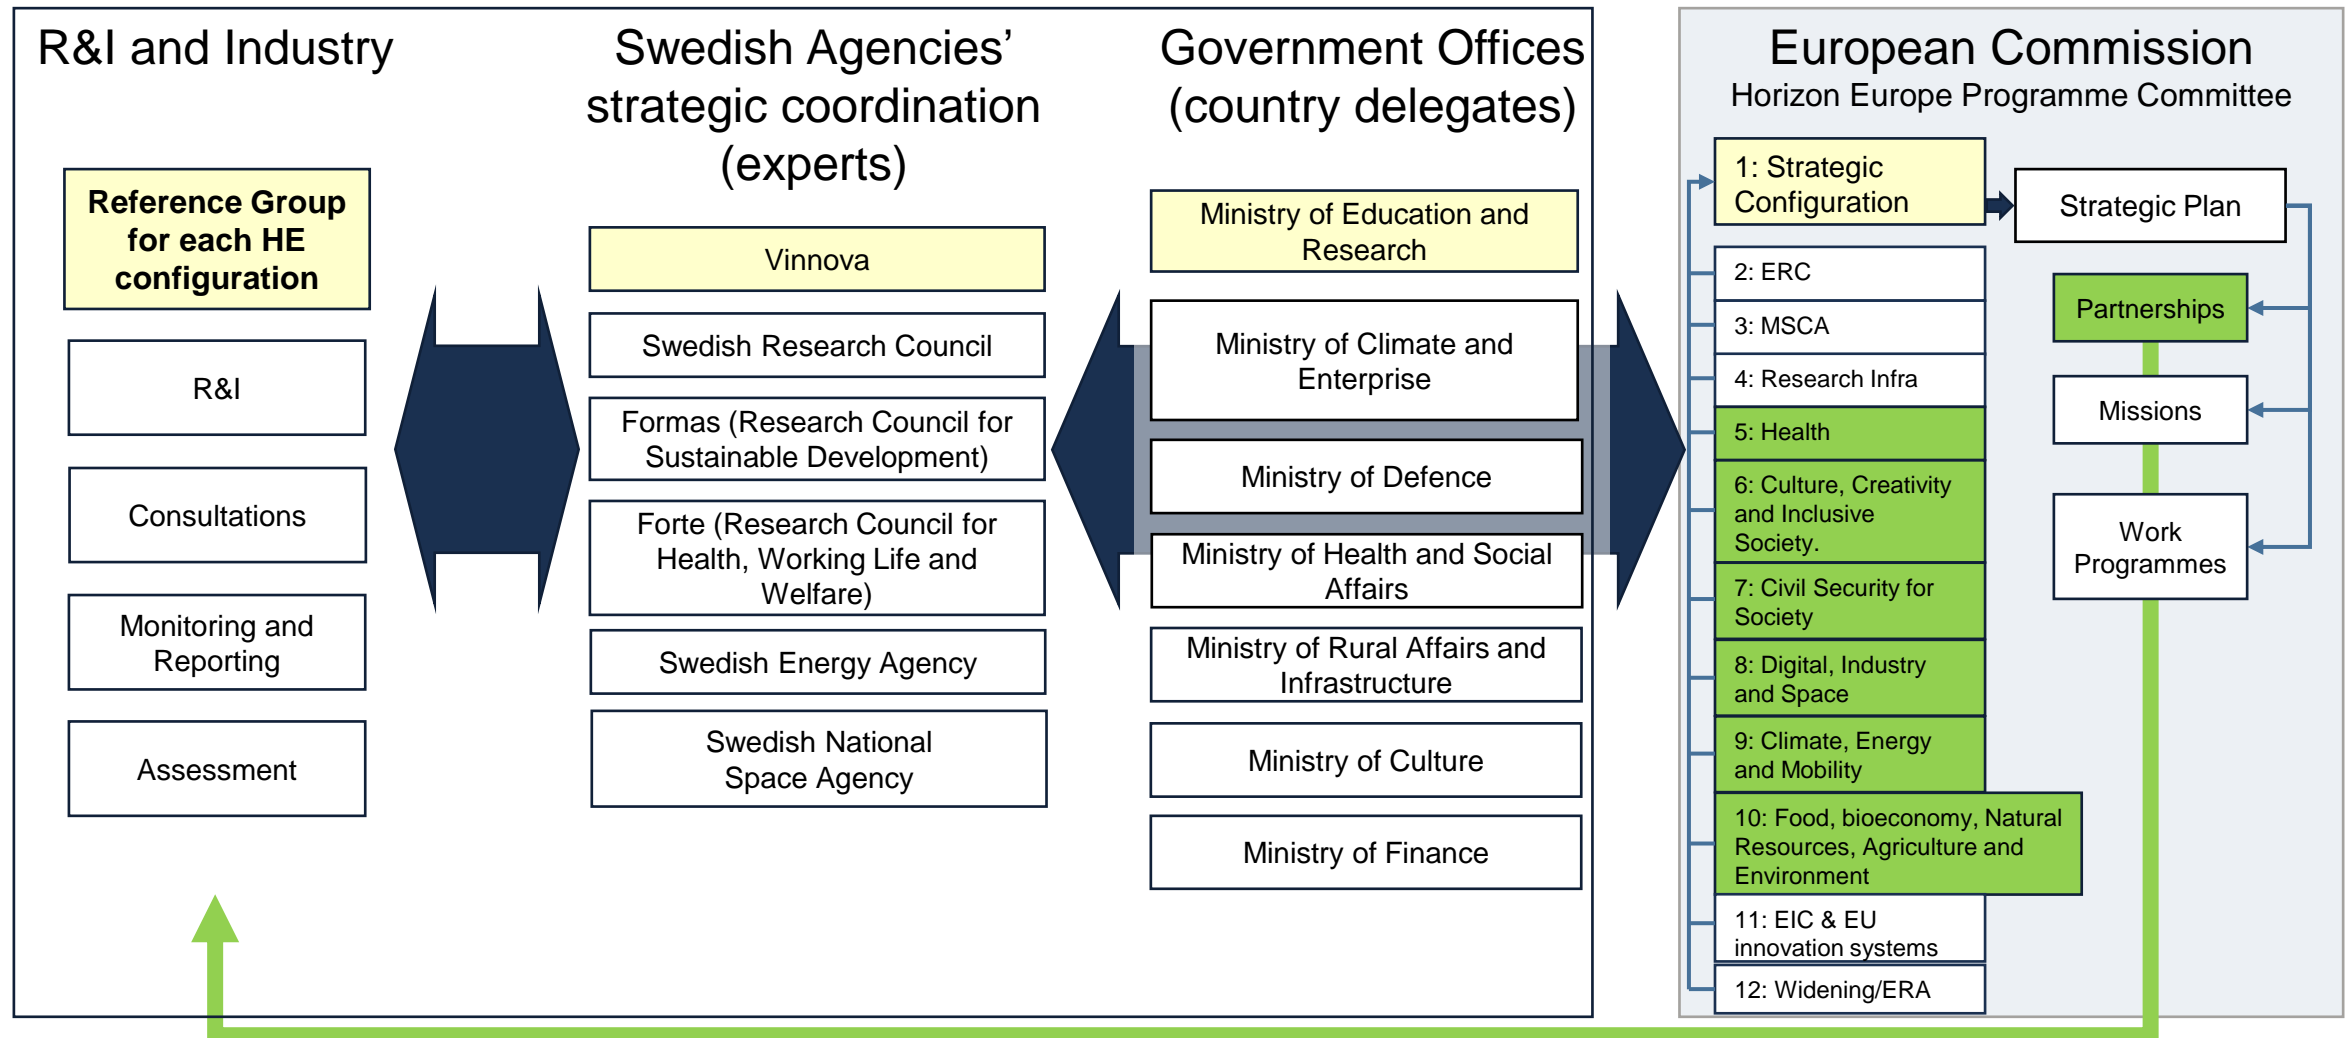 R&I and Industry
Reference Group
for each HE
configuration
R&I
Consultations
Monitoring and
Reporting
Assessment
Swedish Agencies’
strategic coordination
(experts)
Vinnova
Swedish Research Council
Formas (Research Council for
Sustainable Development)
Forte (Research Council for
Health, Working Life and
Welfare)
Swedish Energy Agency
Swedish National
Space Agency
Government Offices
(country delegates)
Ministry of Education and
Research
Ministry of Climate and
Enterprise
Ministry of Defence
Ministry of Health and Social
Affairs
Ministry of Rural Affairs and
Infrastructure
Ministry of Culture
Ministry of Finance
European Commission
Horizon Europe Programme Committee
1: Strategic
Configuration
2: ERC
3: MSCA
4: Research Infra
5: Health
6: Culture, Creativity
and Inclusive
Society.
7: Civil Security for
Society
8: Digital, Industry
and Space
9: Climate, Energy
and Mobility
10: Food, bioeconomy, Natural
Resources, Agriculture and
Environment
11: EIC & EU
innovation systems
12: Widening/ERA
Strategic Plan
Partnerships
Missions
Work
Programmes